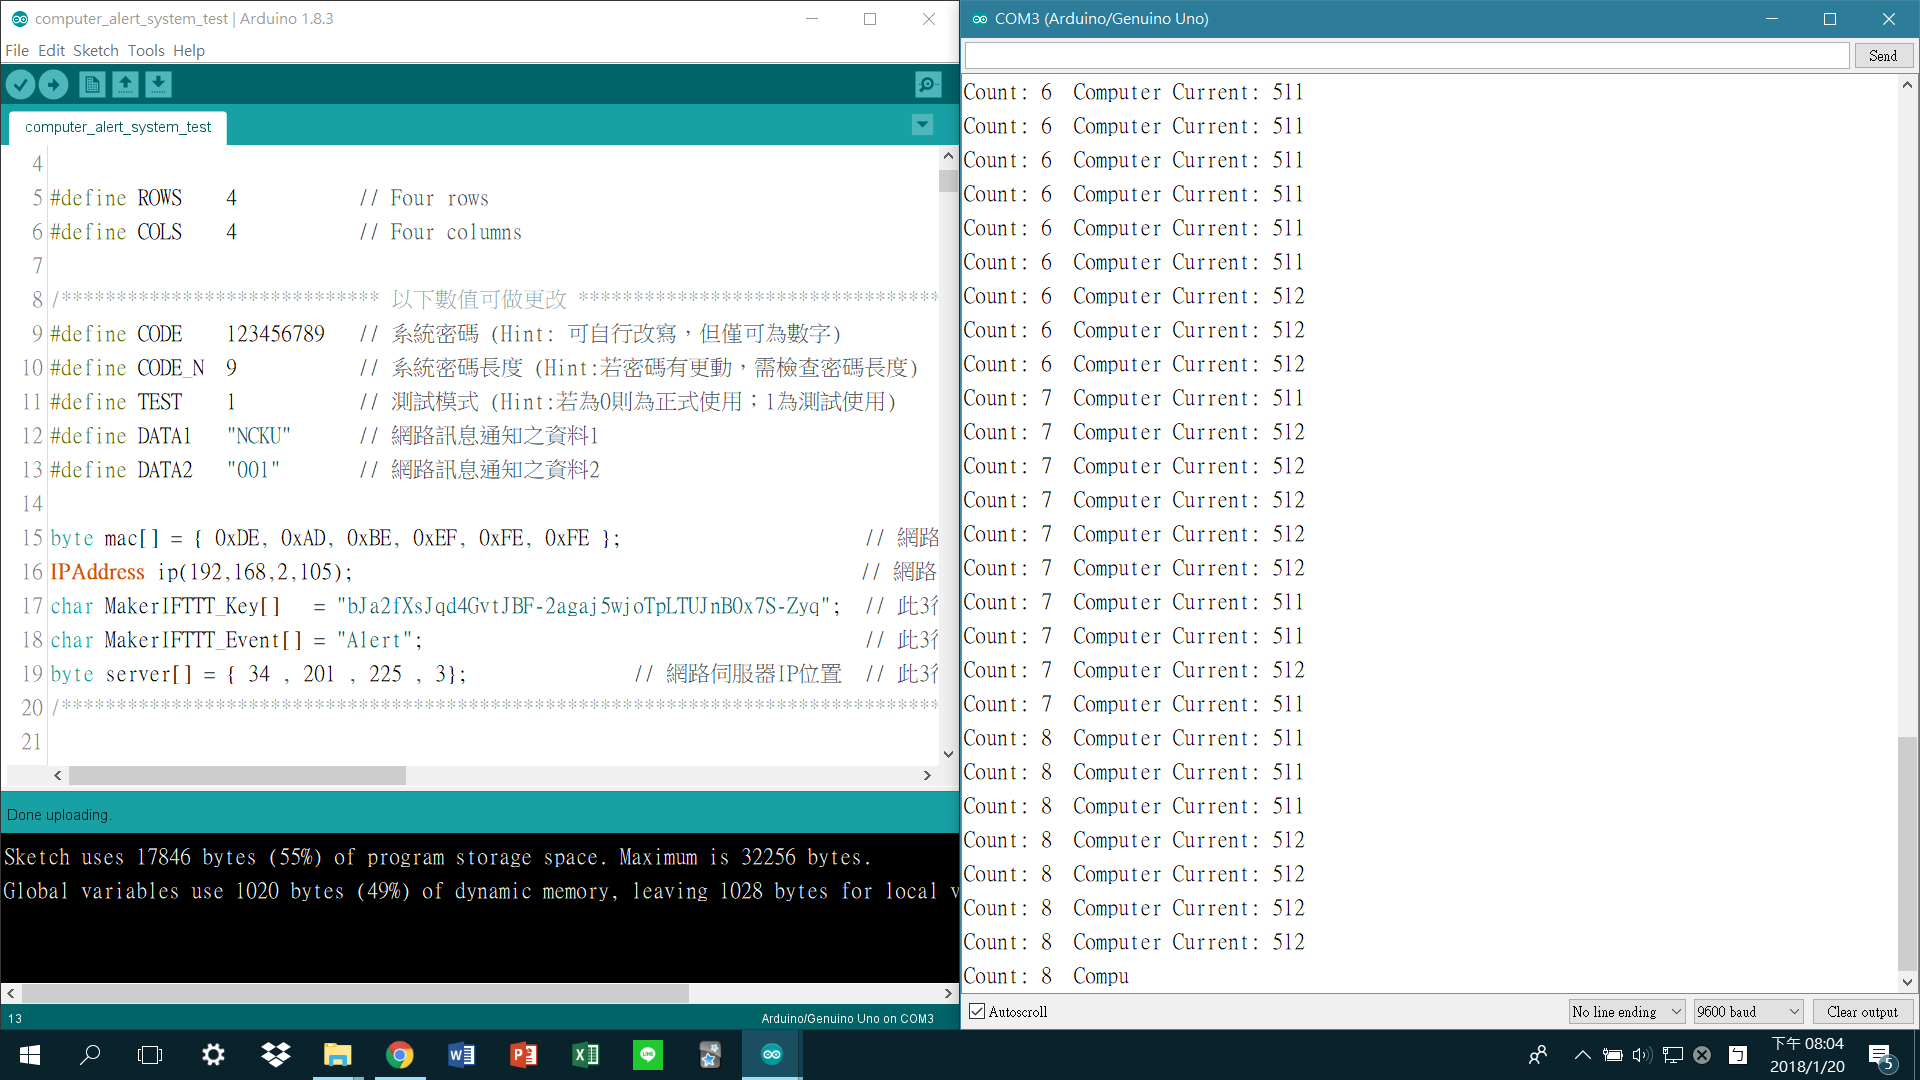 computer_alert_system_test | Arduino 1.8.3
File Edit Sketch Tools Help
computer_alert_system_test
4
5 #define ROWS 4 // Four rows
6 #define COLS 4 // Four columns
7
8 /***************************** 以下數值可做更改 *********************************
9 #define CODE 123456789 // 系統密碼 (Hint: 可自行改寫，但僅可為數字)
10 #define CODE_N 9 // 系統密碼長度 (Hint:若密碼有更動，需檢查密碼長度)
11 #define TEST 1 // 測試模式 (Hint:若為0則為正式使用；1為測試使用)
12 #define DATA1 "NCKU" // 網路訊息通知之資料1
13 #define DATA2 "001" // 網路訊息通知之資料2
14
15 byte mac[] = { 0xDE, 0xAD, 0xBE, 0xEF, 0xFE, 0xFE }; // 網路
16 IPAddress ip(192,168,2,105); // 網路
17 char MakerIFTTT_Key[] = "bJa2fXsJqd4GvtJBF-2agaj5wjoTpLTUJnB0x7S-Zyq"; // 此3行
18 char MakerIFTTT_Event[] = "Alert"; // 此3行
19 byte server[] = { 34 , 201 , 225 , 3}; // 網路伺服器IP位置 // 此3行
20 /********************************************************************************
21
Done uploading.
Sketch uses 17846 bytes (55%) of program storage space. Maximum is 32256 bytes.
Global variables use 1020 bytes (49%) of dynamic memory, leaving 1028 bytes for local v
13
Arduino/Genuino Uno on COM3
COM3 (Arduino/Genuino Uno)
Send
Count: 6 Computer Current: 511
Count: 6 Computer Current: 511
Count: 6 Computer Current: 511
Count: 6 Computer Current: 511
Count: 6 Computer Current: 511
Count: 6 Computer Current: 511
Count: 6 Computer Current: 512
Count: 6 Computer Current: 512
Count: 6 Computer Current: 512
Count: 7 Computer Current: 511
Count: 7 Computer Current: 512
Count: 7 Computer Current: 512
Count: 7 Computer Current: 512
Count: 7 Computer Current: 512
Count: 7 Computer Current: 512
Count: 7 Computer Current: 511
Count: 7 Computer Current: 511
Count: 7 Computer Current: 512
Count: 7 Computer Current: 511
Count: 8 Computer Current: 511
Count: 8 Computer Current: 511
Count: 8 Computer Current: 511
Count: 8 Computer Current: 512
Count: 8 Computer Current: 512
Count: 8 Computer Current: 512
Count: 8 Computer Current: 512
Count: 8 Compu
Autoscroll
No line ending
9600 baud
Clear output
下午 08:04
2018/1/20
5